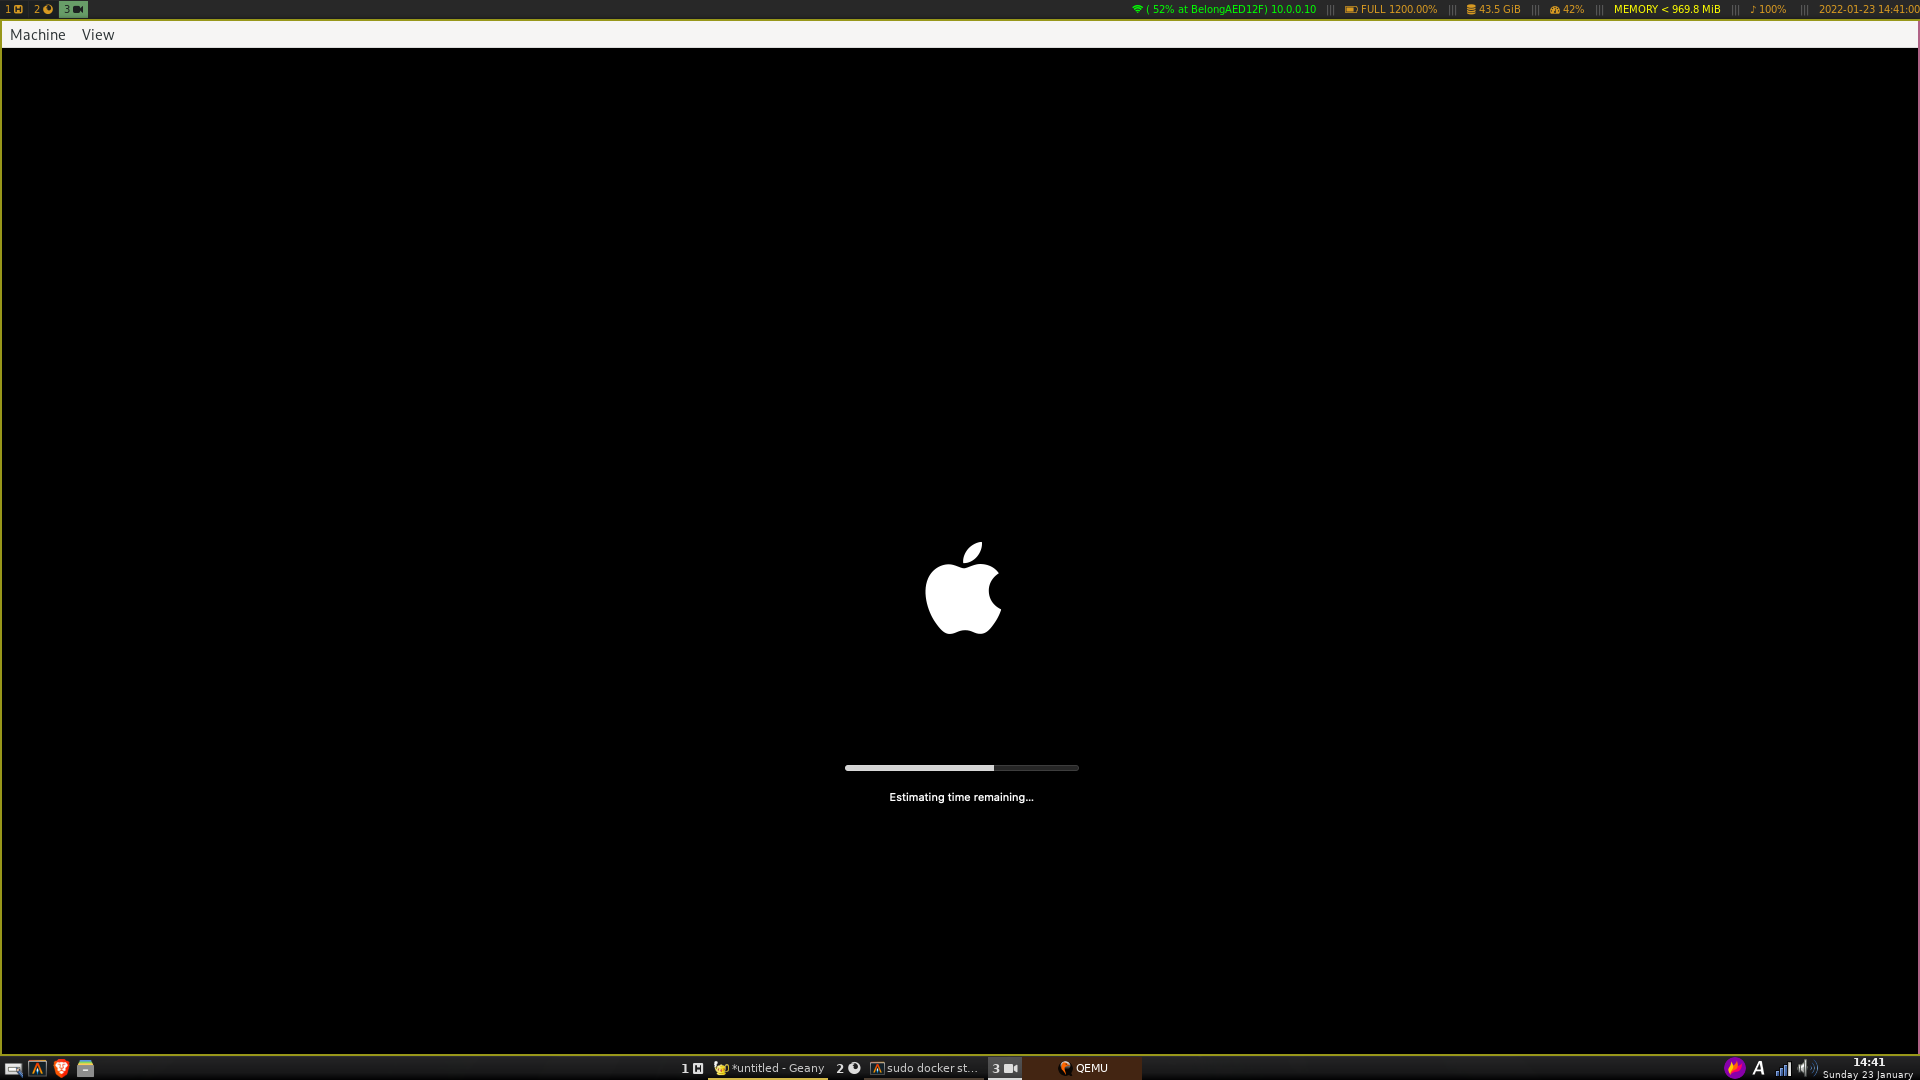 1 2 3 ( 52% at BelongAED12F) 10.0.0.10 ||| FULL 1200.00% ||| 43.5 GiB ||| 42% ||| MEMORY < 969.8 MiB ||| ♪ 100% ||| 2022-01-23 14:41:00
Machine View
Estimating time remaining...
1 H *untitled - Geany 2 sudo docker st... 3 QEMU A 14:41
Sunday 23 January